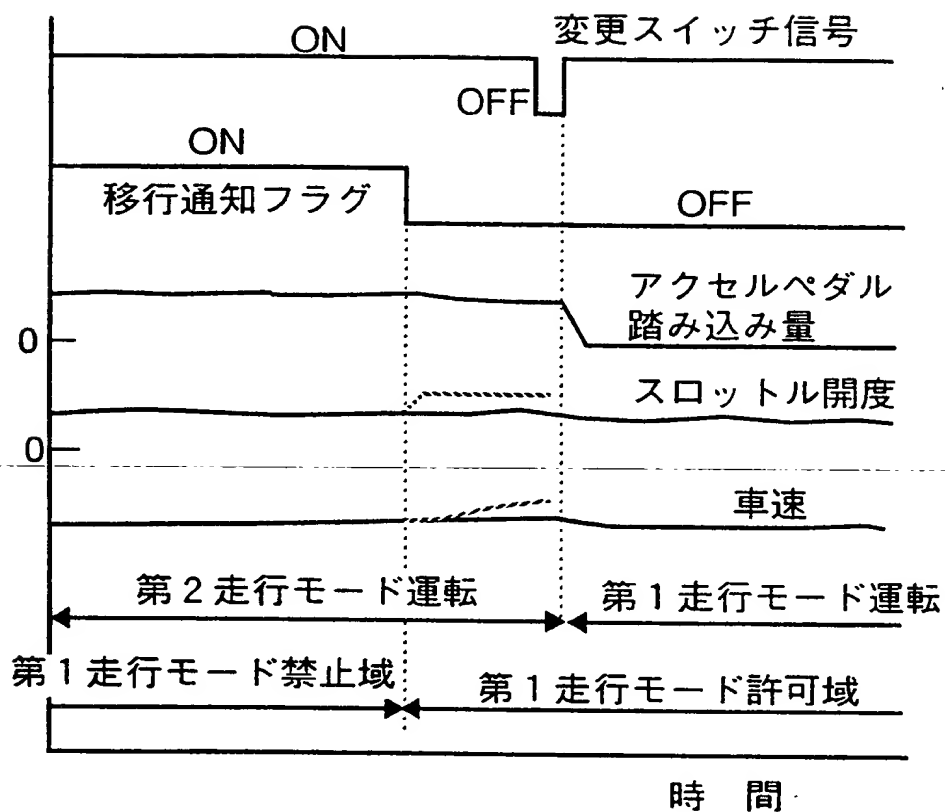 ON
変更スイッチ信号
OFF
ON
移行通知フラグ
OFF
アクセルペダル
踏み込み量
0
スロットル開度
0
車速
第2走行モード運転
第1走行モード運転
第1走行モード禁止域
第1走行モード許可域
時 間